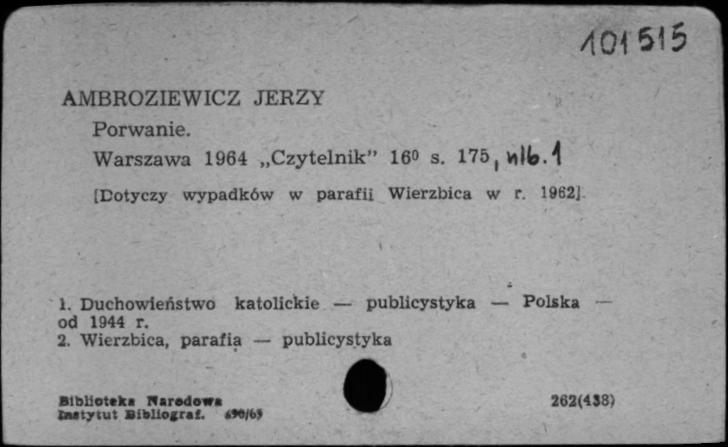 101515
AMBROZIEWICZ JERZY
Porwanie.
Warszawa 1964 „Czytelnik” 16⁰ s. 175, nlb. 1
[Dotyczy wypadków w parafii Wierzbica w r. 1962].
1. Duchowieństwo katolickie — publicystyka — Polska —
od 1944 r.
2. Wierzbica, parafia — publicystyka
Biblioteka Narodowa 262(438)
Instytut Bibliograf.